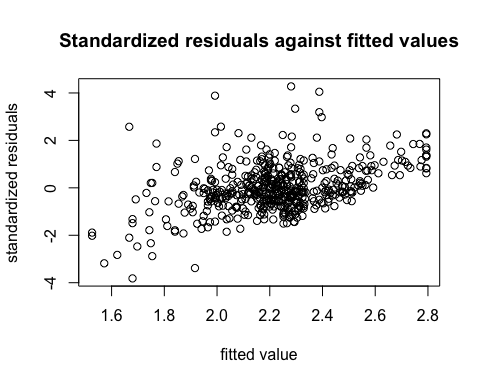 Standardized residuals against fitted values
standardized residuals
4
2
0
-2
-4
1.6 1.8 2.0 2.2 2.4 2.6 2.8
fitted value